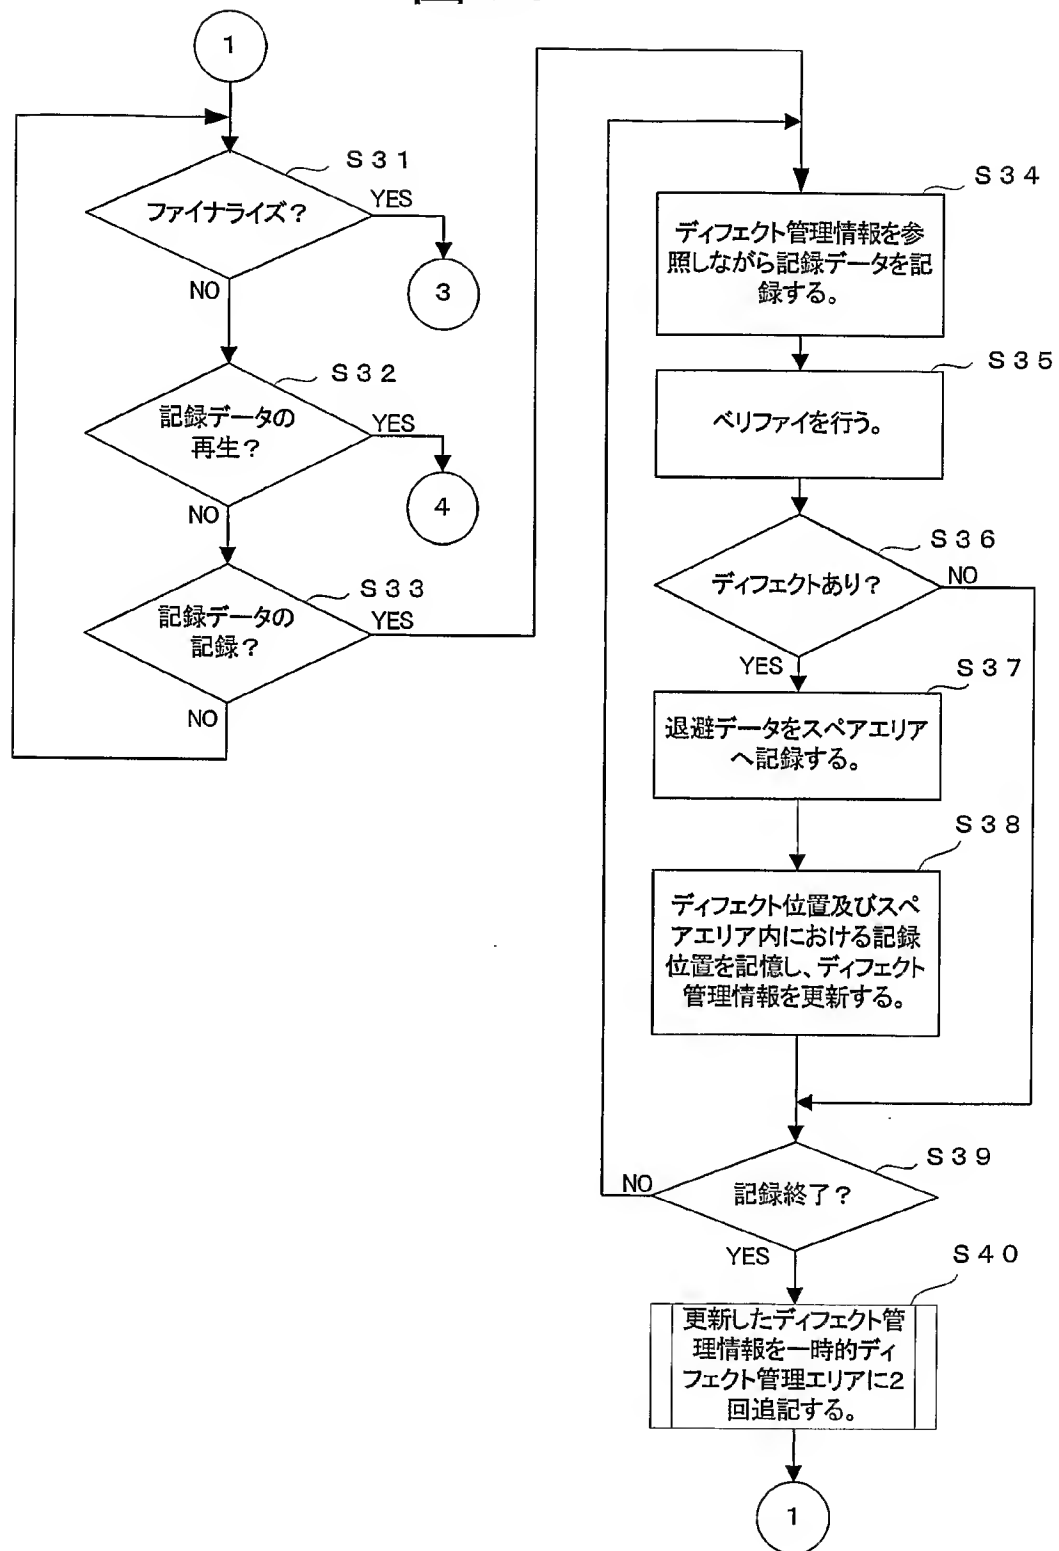 1
S31
ファイナライズ?
YES
3
NO
S32
記録データの
再生?
YES
4
NO
S33
記録データの
記録?
YES
NO
S34
ディフェクト管理情報を参
照しながら記録データを記
録する。
S35
ベリファイを行う。
S36
ディフェクトあり?
NO
YES
S37
退避データをスペアエリア
へ記録する。
S38
ディフェクト位置及びスペ
アエリア内における記録
位置を記憶し、ディフェクト
管理情報を更新する。
S39
記録終了?
NO
YES
S40
更新したディフェクト管
理情報を一時的ディ
フェクト管理エリアに2
回追記する。
1